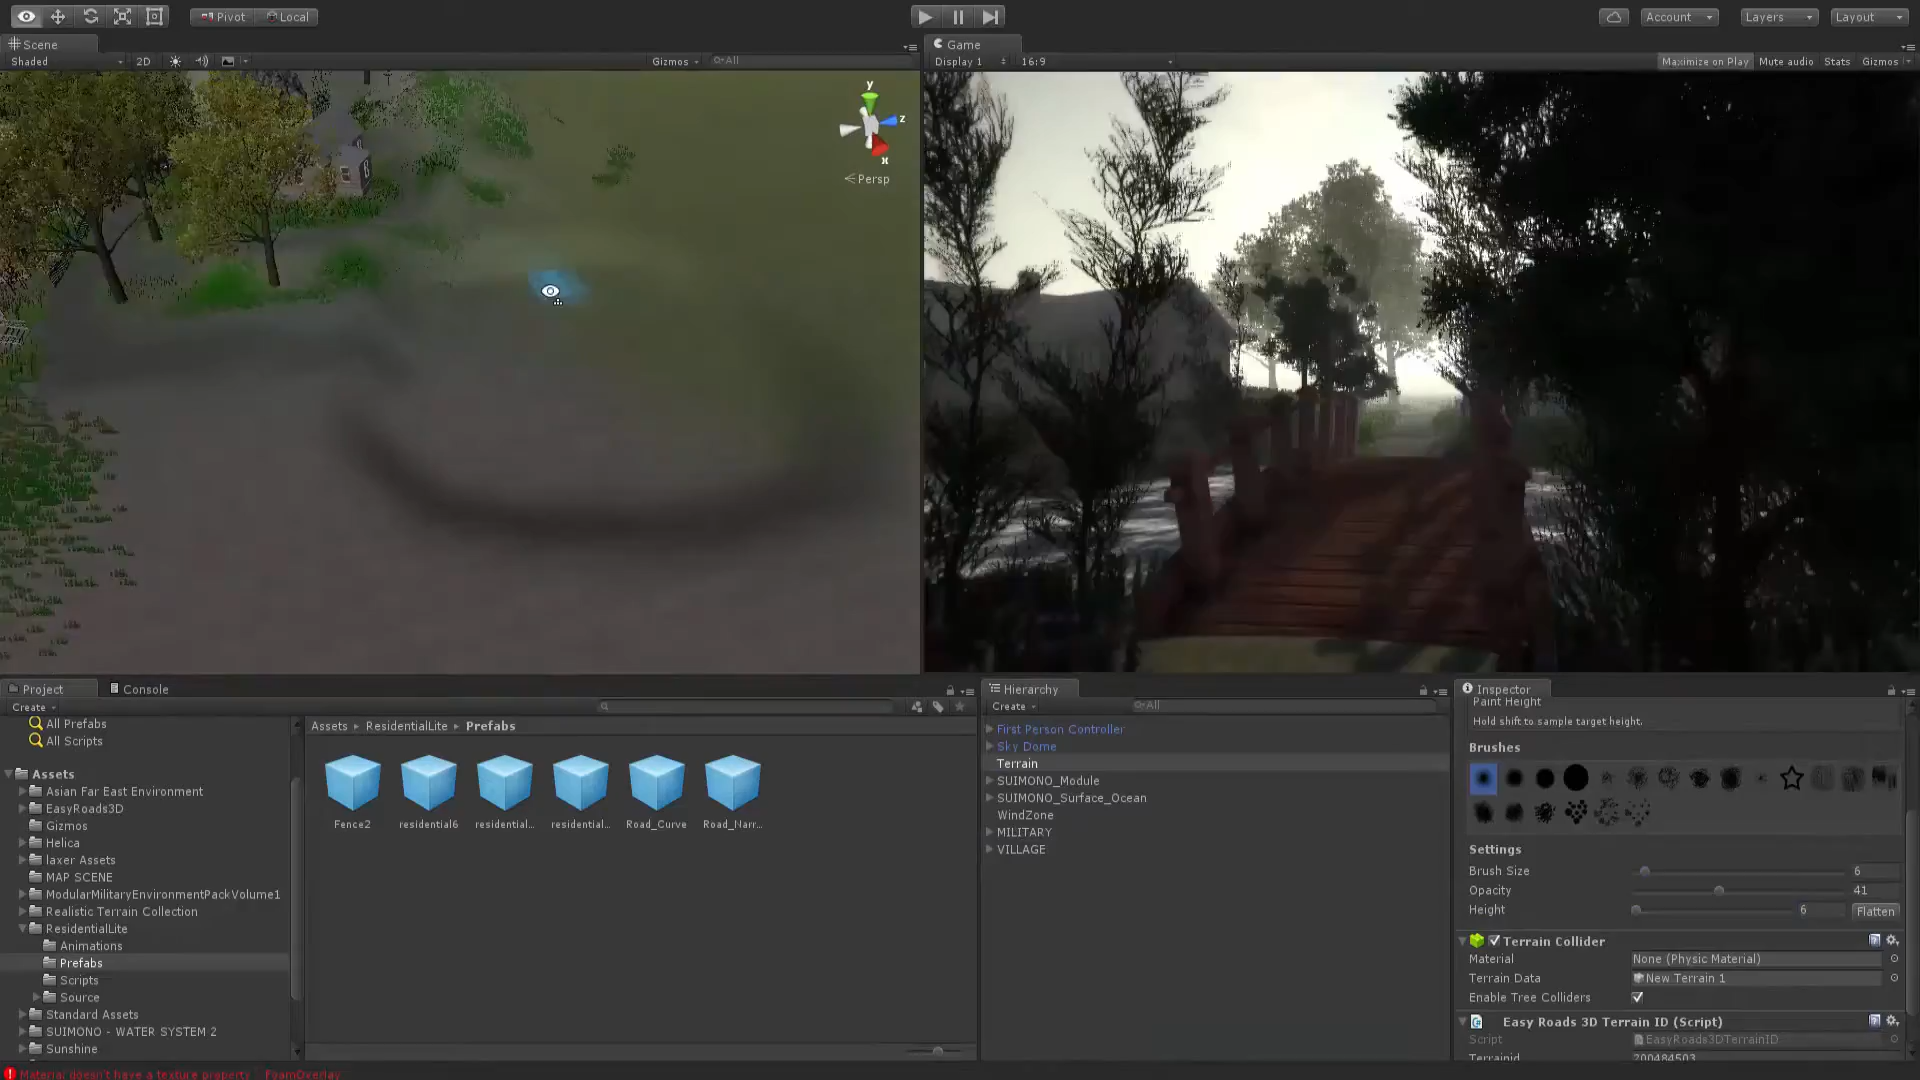 Pivot Local Account Layers Layout
Scene Game
Shaded 2D Gizmos All Display 1 16:9 Maximize on Play Mute audio Stats Gizmos
y
z
x
Persp
Project Console Hierarchy Inspector
Create Create All Paint Height
Hold shift to sample target height.
All Prefabs
All Scripts
Assets
Asian Far East Environment
EasyRoads3D
Gizmos
Helica
laxer Assets
MAP SCENE
ModularMilitaryEnvironmentPackVolume1
Realistic Terrain Collection
ResidentialLite
Animations
Prefabs
Scripts
Source
Standard Assets
SUIMONO - WATER SYSTEM 2
Sunshine
Assets ResidentialLite Prefabs
Fence2 residential6 residential... residential... Road_Curve Road_Narr...
First Person Controller
Sky Dome
Terrain
SUIMONO_Module
SUIMONO_Surface_Ocean
WindZone
MILITARY
VILLAGE
Brushes
Settings
Brush Size 6
Opacity 41
Height 6 Flatten
Terrain Collider
Material None (Physic Material)
Terrain Data New Terrain 1
Enable Tree Colliders
Easy Roads 3D Terrain ID (Script)
Script EasyRoads3DTerrainID
Terrainid 700484503
Material doesn't have a texture property FoamOverlay